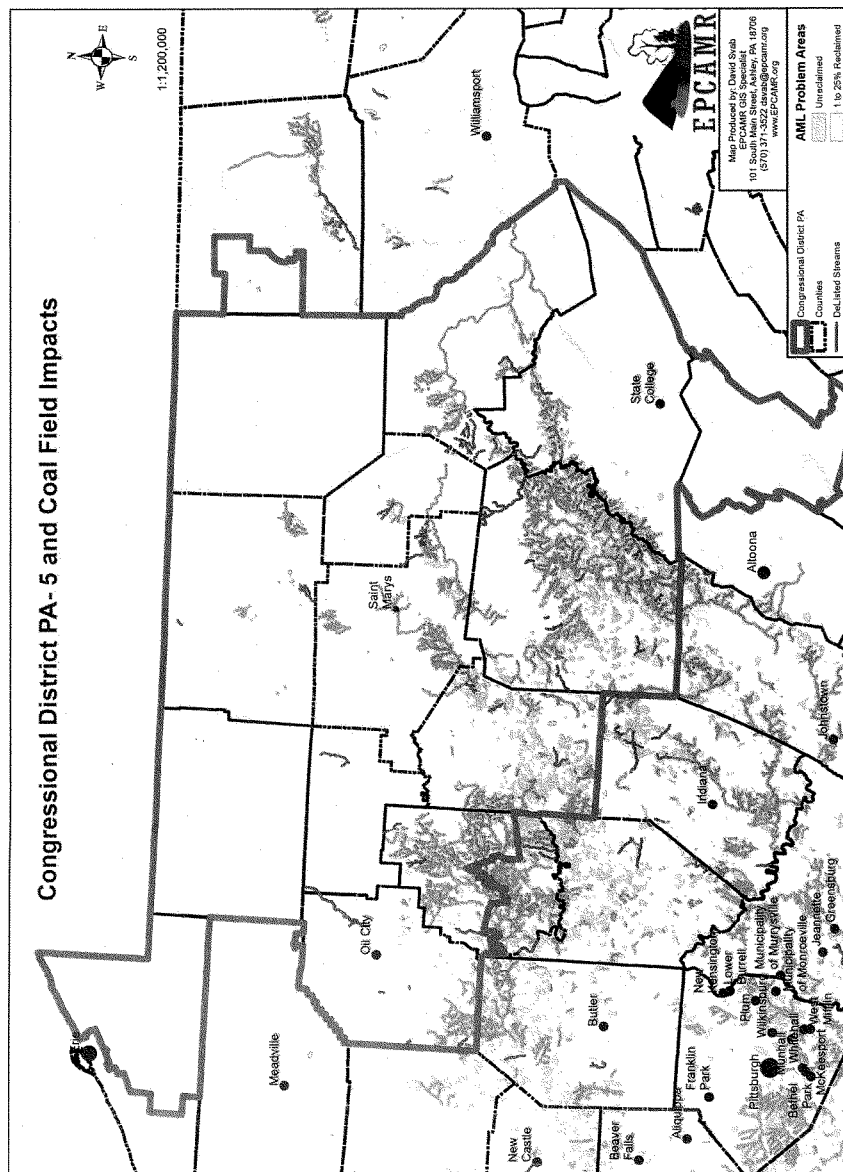 Congressional District PA- 5 and Coal Field Impacts
N
W
E
S
1:1,200,000
Erie
Meadville
Oil City
Saint
Marys
Williamsport
New
Castle
Butler
State
College
Beaver
Falls
Aliquippa
Franklin
Park
Indiana
Altoona
New
Kensington
Lower
Burrell
Plum
Municipality
of Murrysville
Wilkinsburg
Municipality
of Monroeville
Pittsburgh
Munhall
Whitehall
West
Mifflin
Bethel
Park
McKeesport
Jeannette
Greensburg
Johnstown
EPCAMR
Map Produced by: David Svab
EPCAMR GIS Specialist
101 South Main Street, Ashley, PA 18706
(570) 371-3522 dsvab@epcamr.org
www.EPCAMR.org
Congressional District PA
Counties
DeListed Streams
AML Problem Areas
Unreclaimed
1 to 25% Reclaimed